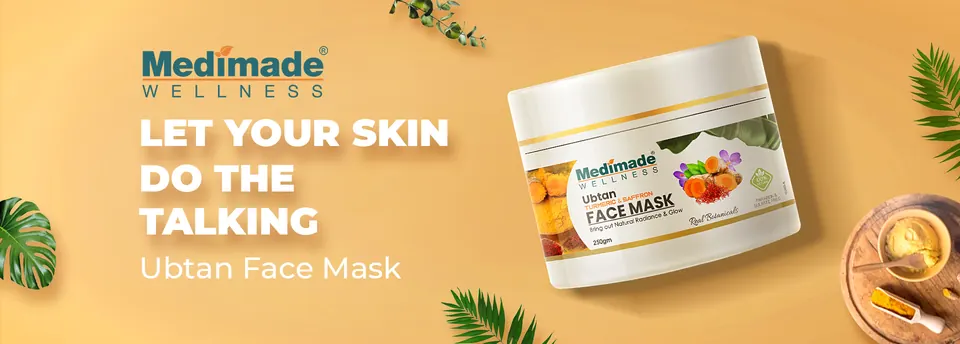 Medimade®
WELLNESS
LET YOUR SKIN
DO THE
TALKING
Ubtan Face Mask
Medimade
WELLNESS
Ubtan
TURMERIC & SAFFRON
FACE MASK
Bring out Natural Radiance & Glow
Real Botanicals
250gm